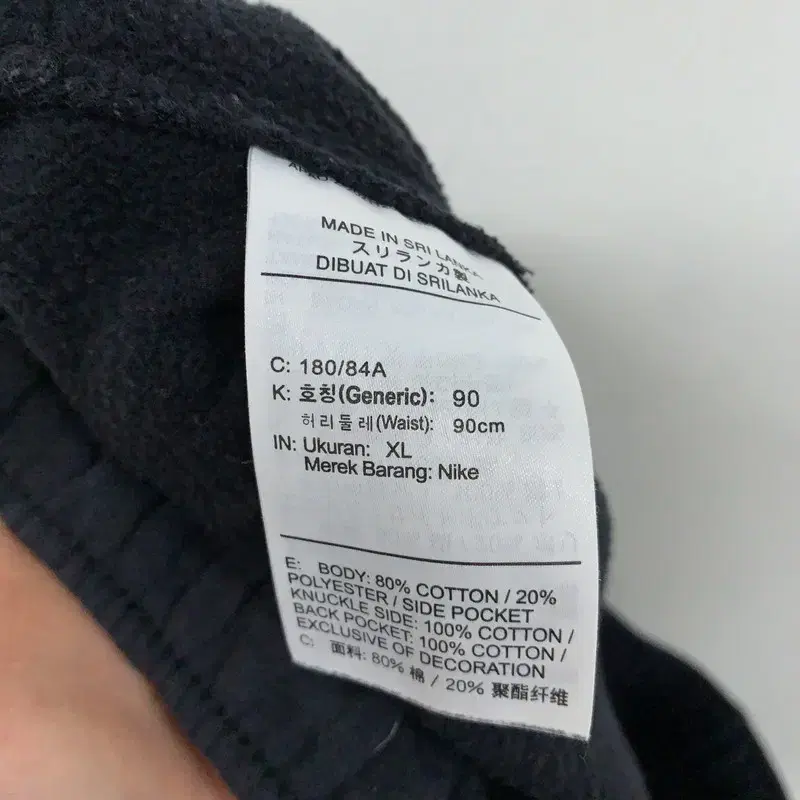 MADE IN SRI LANKA
スリランカ製
DIBUAT DI SRILANKA
C: 180/84A
K: 호칭(Generic): 90
허리둘레(Waist): 90cm
IN: Ukuran: XL
Merek Barang: Nike
E: BODY: 80% COTTON / 20%
POLYESTER / SIDE POCKET
KNUCKLE SIDE: 100% COTTON /
BACK POCKET: 100% COTTON /
EXCLUSIVE OF DECORATION
C: 面料: 80% 棉 / 20% 聚酯纤维